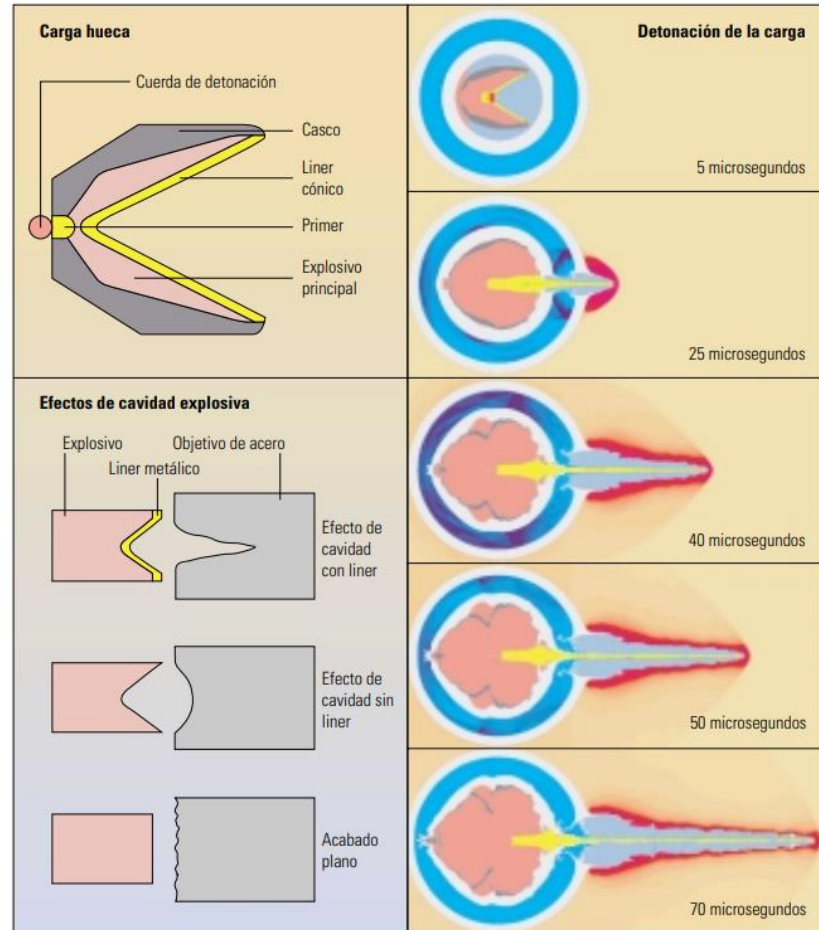 Carga hueca
Cuerda de detonación
Casco
Liner
cónico
Primer
Explosivo
principal
Efectos de cavidad explosiva
Explosivo
Objetivo de acero
Liner metálico
Efecto de
cavidad
con liner
Efecto de
cavidad sin
liner
Acabado
plano
Detonación de la carga
5 microsegundos
25 microsegundos
40 microsegundos
50 microsegundos
70 microsegundos